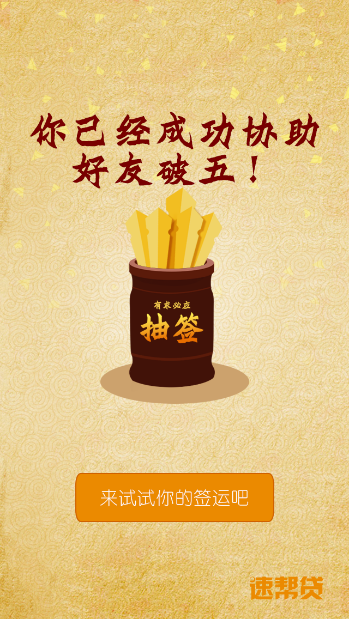 你已经成功协助
好友破五！
有求必应
抽签
来试试你的签运吧
速帮贷